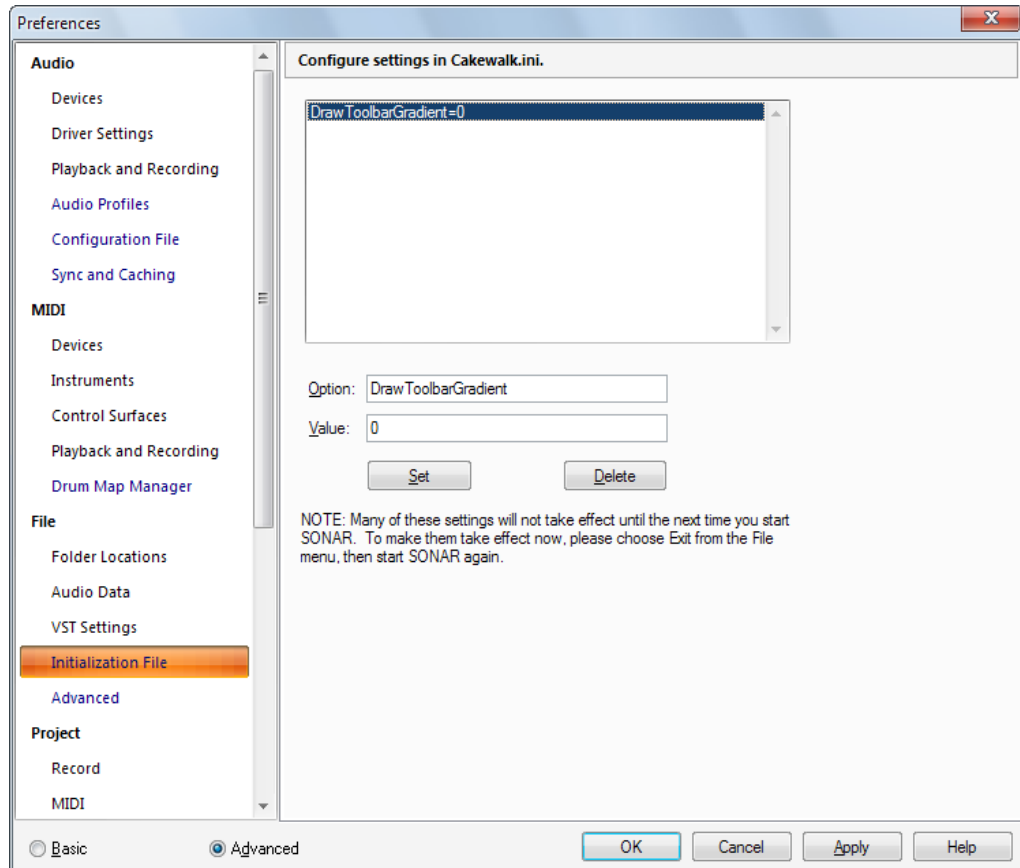 Preferences
Audio
Devices
Driver Settings
Playback and Recording
Audio Profiles
Configuration File
Sync and Caching
MIDI
Devices
Instruments
Control Surfaces
Playback and Recording
Drum Map Manager
File
Folder Locations
Audio Data
VST Settings
Initialization File
Advanced
Project
Record
MIDI
Configure settings in Cakewalk.ini.
DrawToolbarGradient=0
Option: DrawToolbarGradient
Value: 0
Set Delete
NOTE: Many of these settings will not take effect until the next time you start
SONAR. To make them take effect now, please choose Exit from the File
menu, then start SONAR again.
Basic Advanced OK Cancel Apply Help